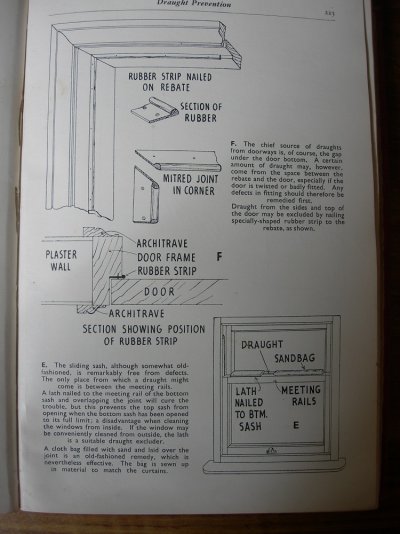 Draught Prevention
223
RUBBER STRIP NAILED
ON REBATE
SECTION OF
RUBBER
MITRED JOINT
IN CORNER
F. The chief source of draughts
from doorways is, of course, the gap
under the door bottom. A certain
amount of draught may, however,
come from the space between the
rebate and the door, especially if the
door is twisted or badly fitted. Any
defects in fitting should therefore be
remedied first.
Draught from the sides and top of
the door may be excluded by nailing
specially-shaped rubber strip to the
rebate, as shown.
PLASTER
WALL
ARCHITRAVE
DOOR FRAME
F
RUBBER STRIP
DOOR
ARCHITRAVE
SECTION SHOWING POSITION
OF RUBBER STRIP
E. The sliding sash, although somewhat old-
fashioned, is remarkably free from defects.
The only place from which a draught might
come is between the meeting rails.
A lath nailed to the meeting rail of the bottom
sash and overlapping the joint will cure the
trouble, but this prevents the top sash from
opening when the bottom sash has been opened
to its full limit; a disadvantage when cleaning
the windows from inside. If the window may
be conveniently cleaned from outside, the lath
is a suitable draught excluder.
A cloth bag filled with sand and laid over the
joint is an old-fashioned remedy, which is
nevertheless effective. The bag is sewn up
in material to match the curtains.
DRAUGHT
SANDBAG
LATH
NAILED
TO BTM.
SASH
MEETING
RAILS
E